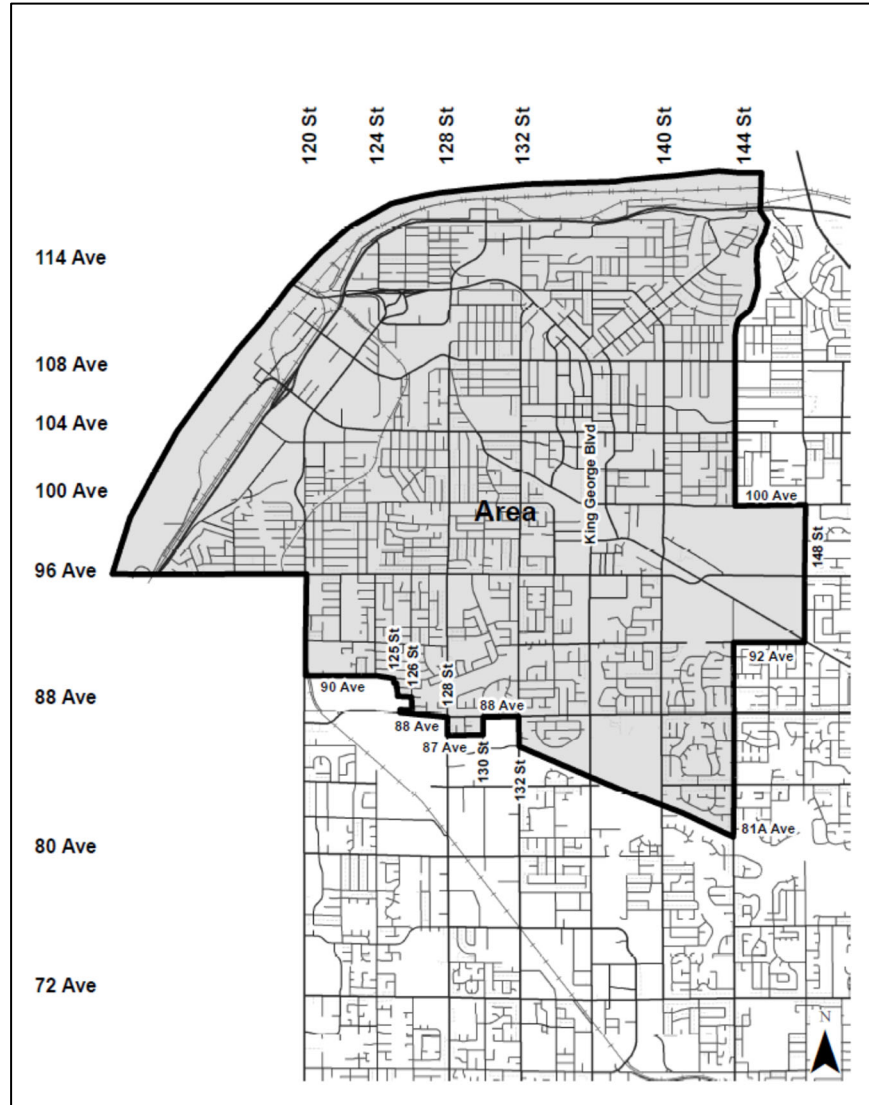 120 St
124 St
128 St
132 St
140 St
144 St
114 Ave
108 Ave
104 Ave
King George Blvd
100 Ave
100 Ave
Area
148 St
96 Ave
125 St
126 St
128 St
92 Ave
90 Ave
88 Ave
88 Ave
88 Ave
87 Ave
130 St
132 St
81A Ave
80 Ave
72 Ave
N